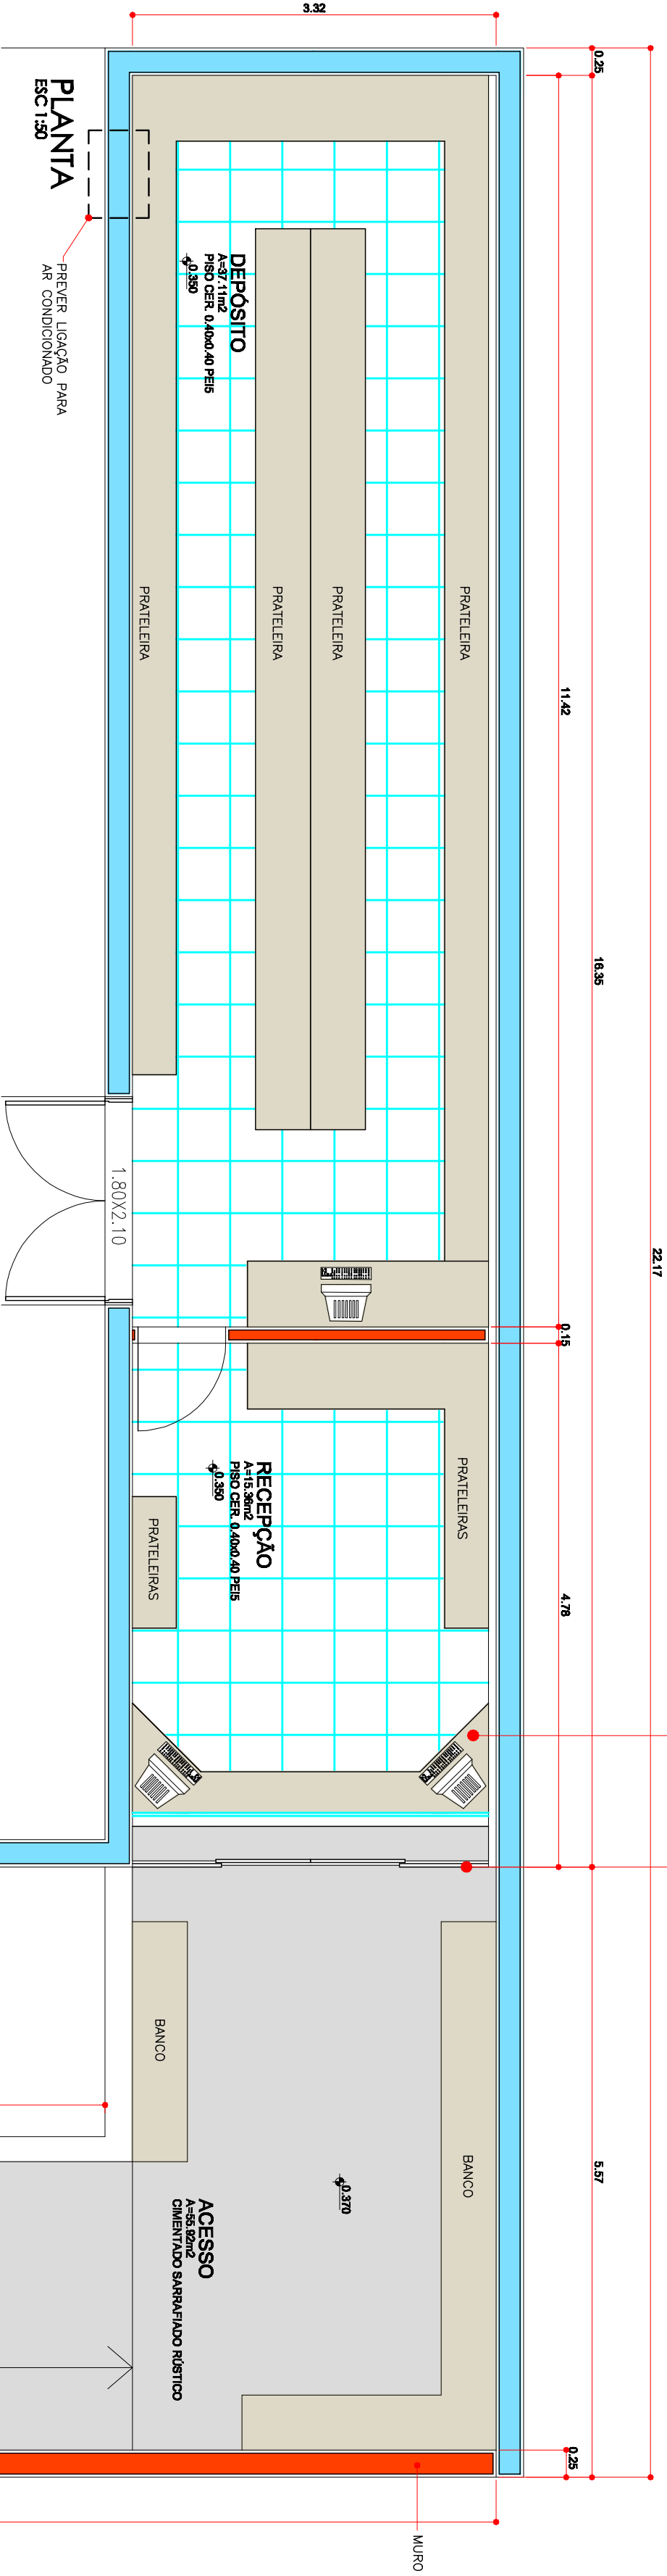 3.32
0.25
22.17
16.35
11.42
0.15
4.78
5.57
0.25
PLANTA
ESC 1:50
PREVER LIGAÇÃO PARA
AR CONDICIONADO
DEPÓSITO
A=37.11m2
PISO CER. 0.40x0.40 PEI5
0.350
PRATELEIRA
PRATELEIRA
PRATELEIRA
PRATELEIRA
1.80X2.10
RECEPÇÃO
A=15.36m2
PISO CER. 0.40x0.40 PEI5
0.350
PRATELEIRAS
PRATELEIRAS
BANCO
BANCO
0.370
ACESSO
A=55.92m2
CIMENTADO SARRAFIADO RÚSTICO
MURO